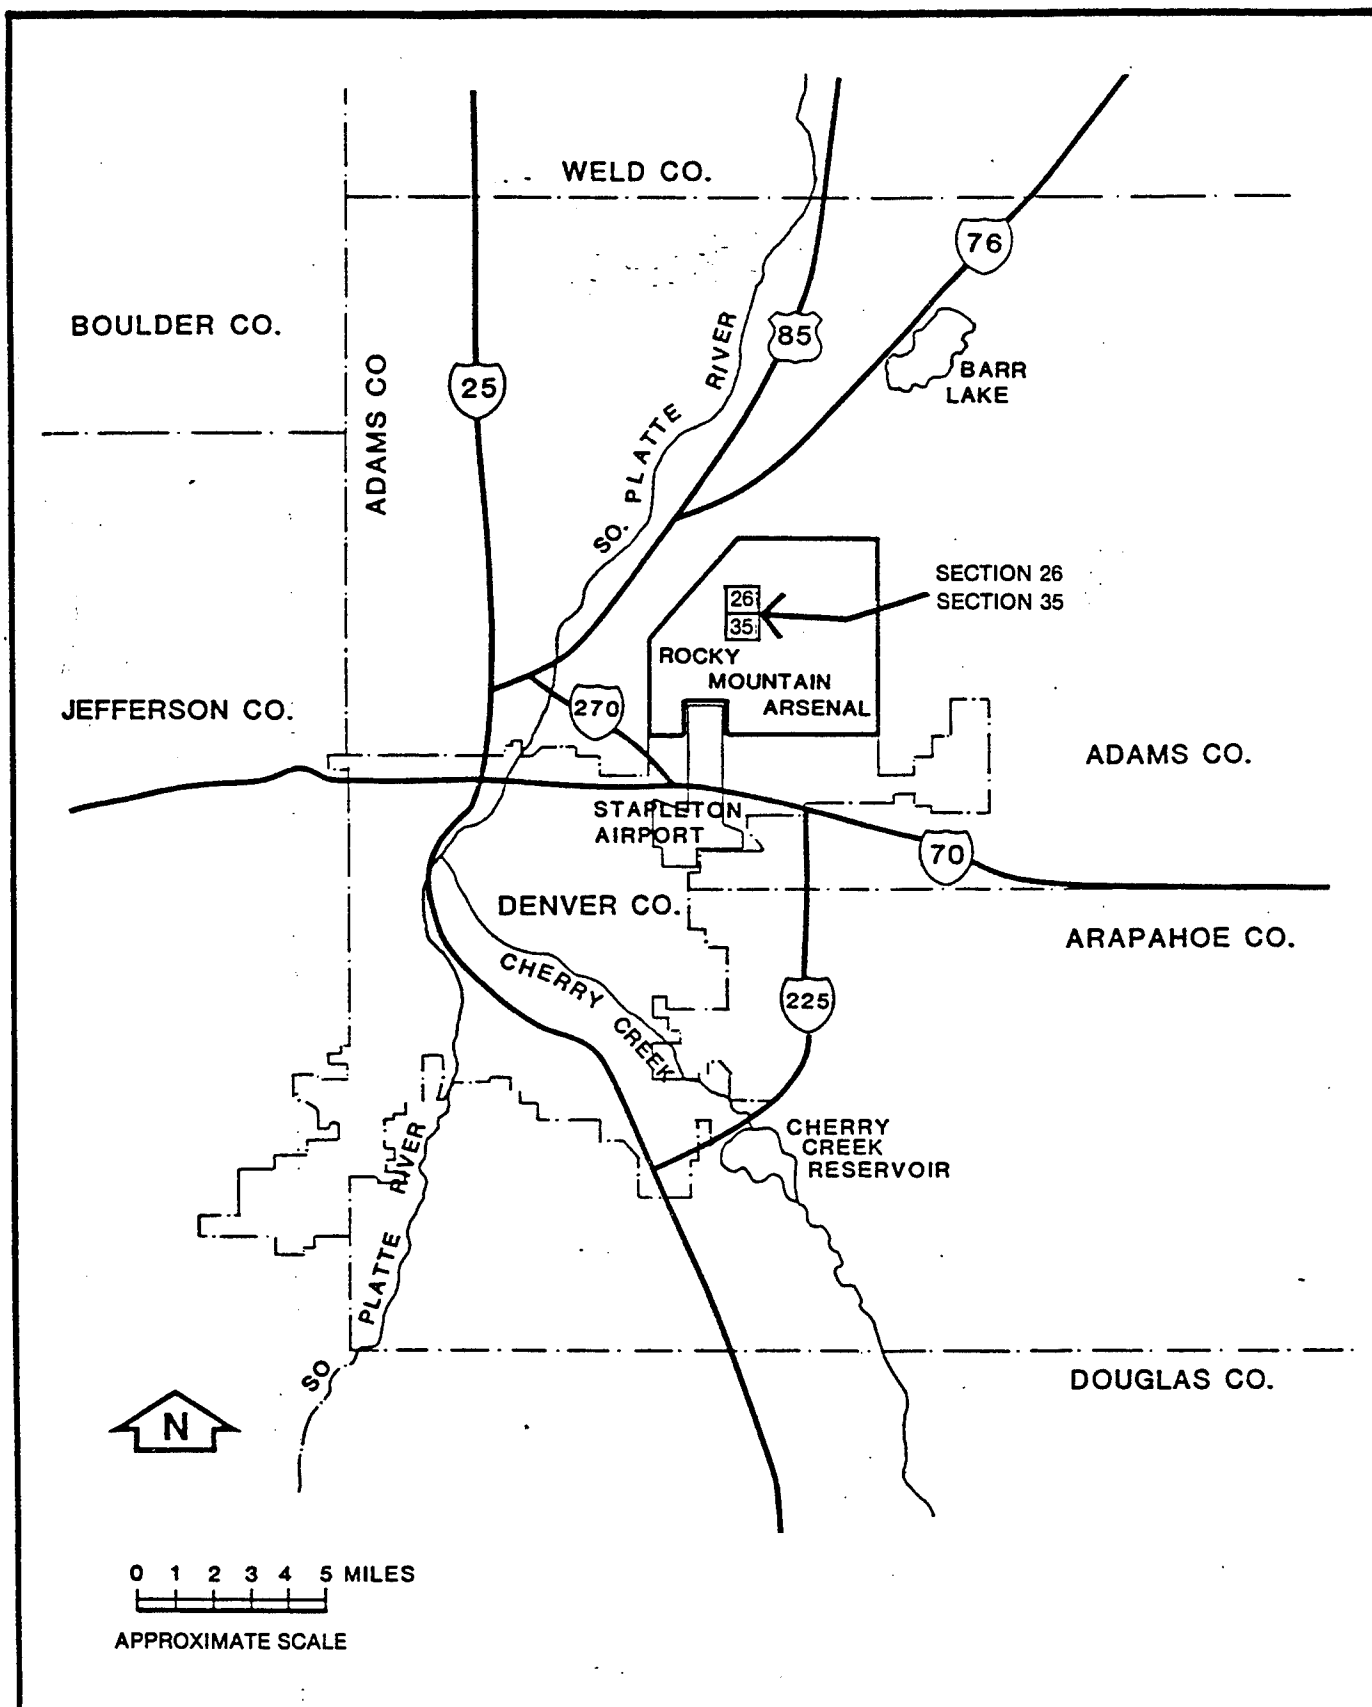 WELD CO.
76
BOULDER CO.
85
SO. PLATTE RIVER
ADAMS CO
25
BARR
LAKE
SECTION 26
SECTION 35
26
35
ROCKY
MOUNTAIN
ARSENAL
JEFFERSON CO.
270
ADAMS CO.
STAPLETON
AIRPORT
70
DENVER CO.
ARAPAHOE CO.
CHERRY CREEK
225
CHERRY
CREEK
RESERVOIR
SO PLATTE RIVER
DOUGLAS CO.
N
0 1 2 3 4 5 MILES
APPROXIMATE SCALE